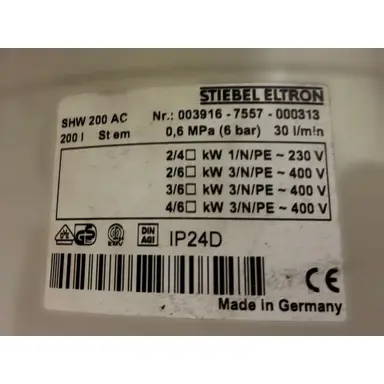 STIEBEL ELTRON
SHW 200 AC Nr.: 003916 - 7557 - 000313
200 l St em 0,6 MPa (6 bar) 30 l/min
2/4□ kW 1/N/PE ~ 230 V
2/6□ kW 3/N/PE ~ 400 V
3/6□ kW 3/N/PE ~ 400 V
4/6□ kW 3/N/PE ~ 400 V
DIN IP24D
CE
Made in Germany